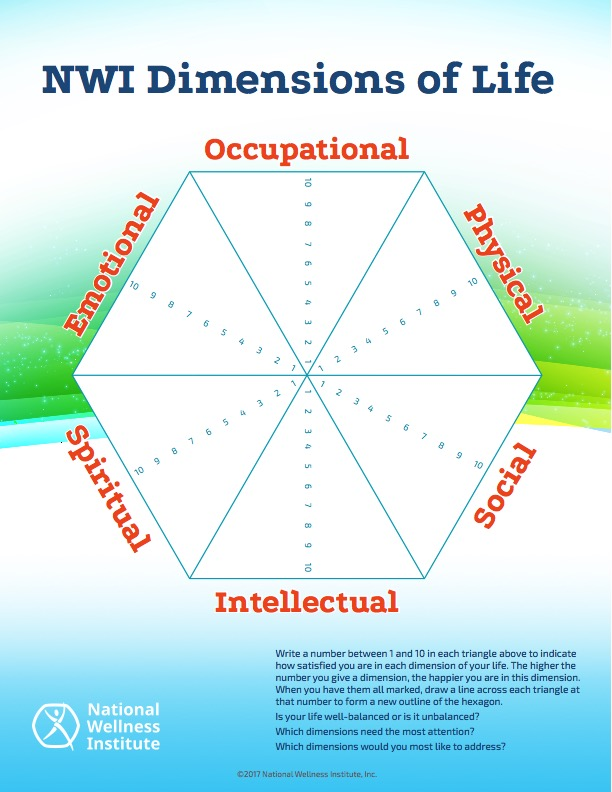 NWI Dimensions of Life
Occupational
Emotional
Physical
10
9
8
7
6
5
4
3
2
1
10 9 8 7 6 5 4 3 2 1
1 2 3 4 5 6 7 8 9 10
10 9 8 7 6 5 4 3 2 1
1 2 3 4 5 6 7 8 9 10
1
2
3
4
5
6
7
8
9
10
Spiritual
Social
Intellectual
Write a number between 1 and 10 in each triangle above to indicate
how satisfied you are in each dimension of your life. The higher the
number you give a dimension, the happier you are in this dimension.
When you have them all marked, draw a line across each triangle at
that number to form a new outline of the hexagon.
Is your life well-balanced or is it unbalanced?
Which dimensions need the most attention?
Which dimensions would you most like to address?
National
Wellness
Institute
©2017 National Wellness Institute, Inc.